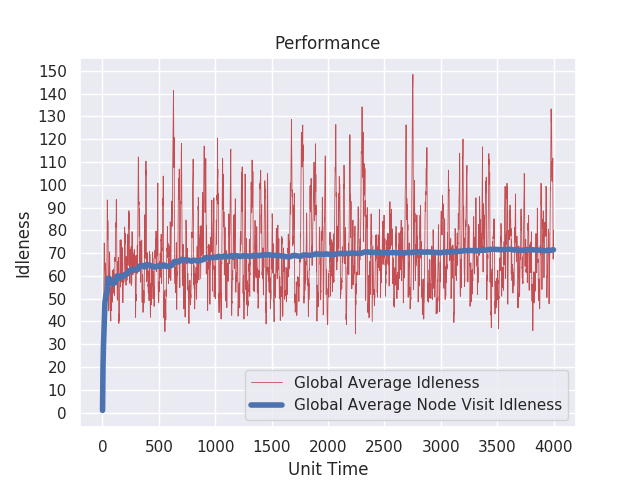 Performance
150
140
130
120
110
100
90
80
70
60
50
40
30
20
10
0
Idleness
Global Average Idleness
Global Average Node Visit Idleness
0 500 1000 1500 2000 2500 3000 3500 4000
Unit Time